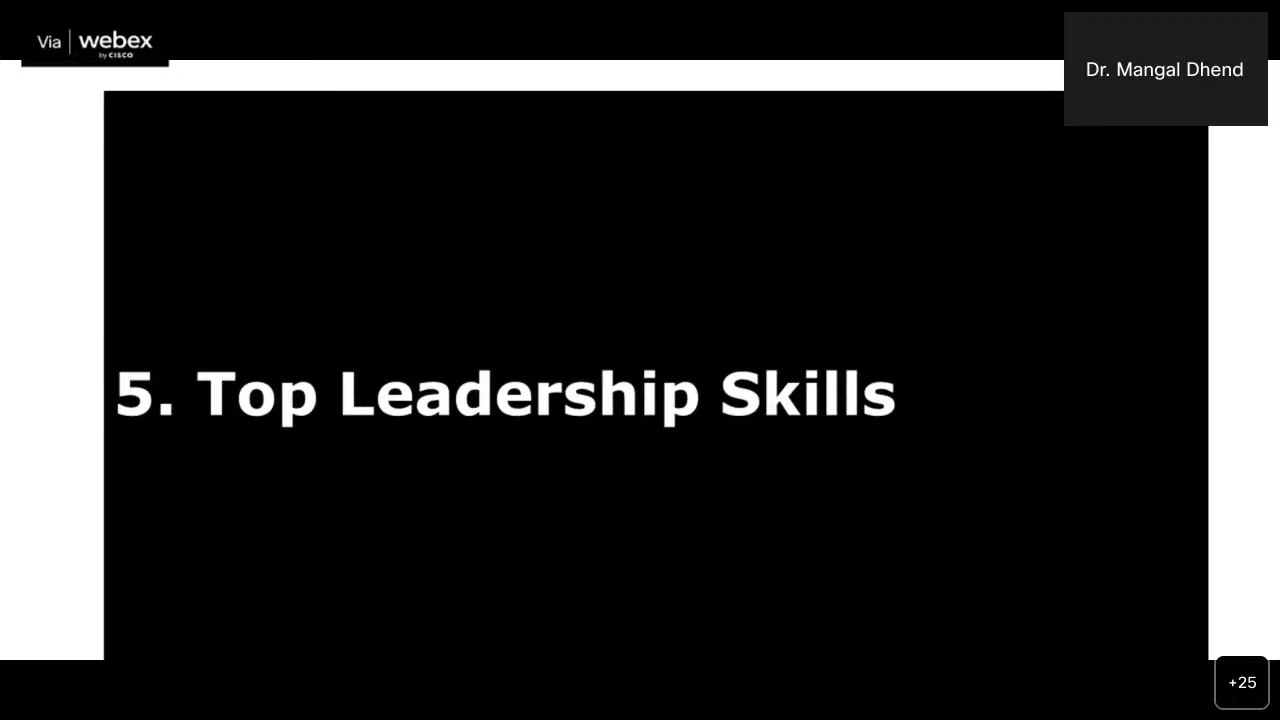 Via webex
by CISCO
Dr. Mangal Dhend
5. Top Leadership Skills
+25